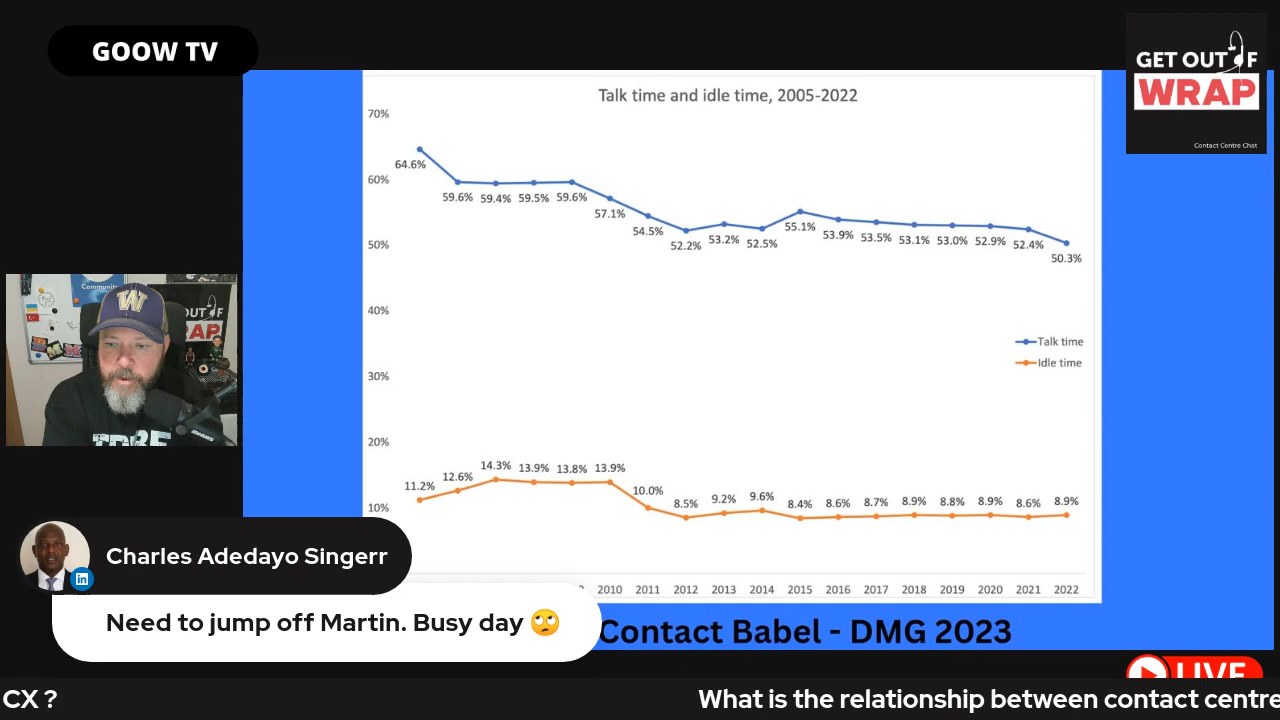 GOOW TV
GET OUT OF
WRAP
Contact Centre Chat
Talk time and idle time, 2005-2022
70%
60%
50%
40%
30%
20%
10%
64.6%
59.6%
59.4%
59.5%
59.6%
57.1%
54.5%
52.2%
53.2%
52.5%
55.1%
53.9%
53.5%
53.1%
53.0%
52.9%
52.4%
50.3%
Talk time
Idle time
11.2%
12.6%
14.3%
13.9%
13.8%
13.9%
10.0%
8.5%
9.2%
9.6%
8.4%
8.6%
8.7%
8.9%
8.8%
8.9%
8.6%
8.9%
2010 2011 2012 2013 2014 2015 2016 2017 2018 2019 2020 2021 2022
Community
W
OUT OF
RAP
Charles Adedayo Singerr
in
Need to jump off Martin. Busy day 🙄
Contact Babel - DMG 2023
LIVE
CX ?
What is the relationship between contact centre